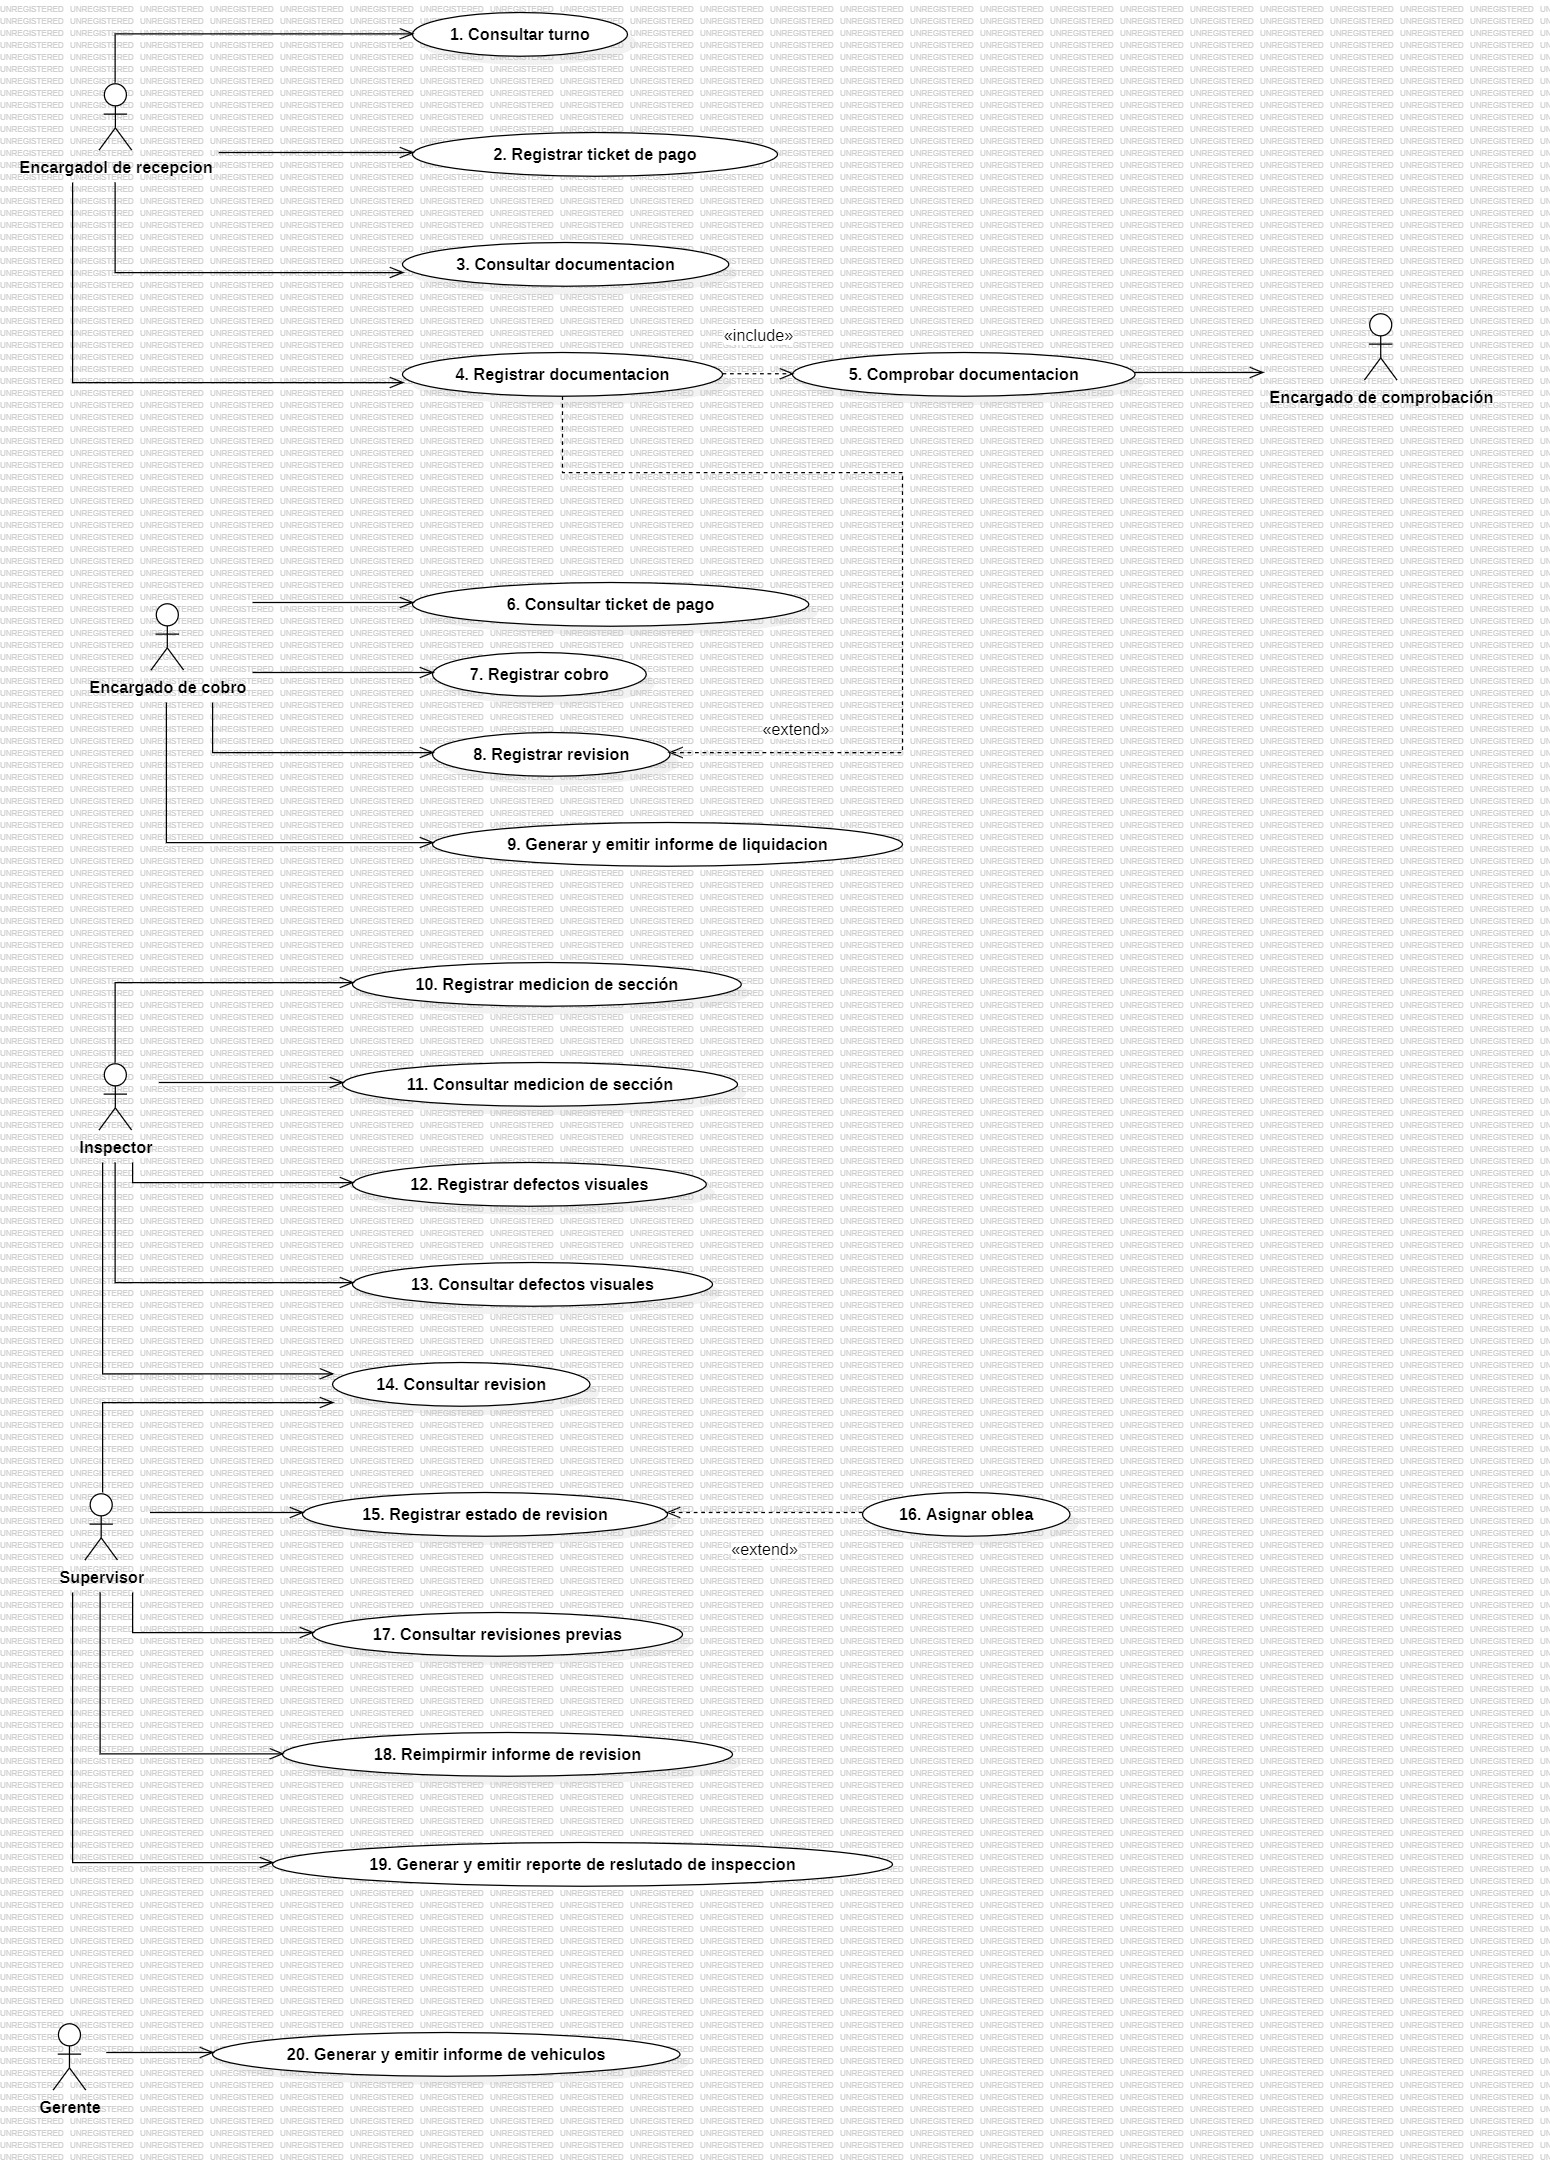 1. Consultar turno
2. Registrar ticket de pago
Encargadol de recepcion
3. Consultar documentacion
«include»
4. Registrar documentacion
5. Comprobar documentacion
Encargado de comprobación
6. Consultar ticket de pago
7. Registrar cobro
Encargado de cobro
«extend»
8. Registrar revision
9. Generar y emitir informe de liquidacion
10. Registrar medicion de sección
11. Consultar medicion de sección
Inspector
12. Registrar defectos visuales
13. Consultar defectos visuales
14. Consultar revision
15. Registrar estado de revision
16. Asignar oblea
«extend»
Supervisor
17. Consultar revisiones previas
18. Reimpirmir informe de revision
19. Generar y emitir reporte de reslutado de inspeccion
20. Generar y emitir informe de vehiculos
Gerente
UNREGISTERED